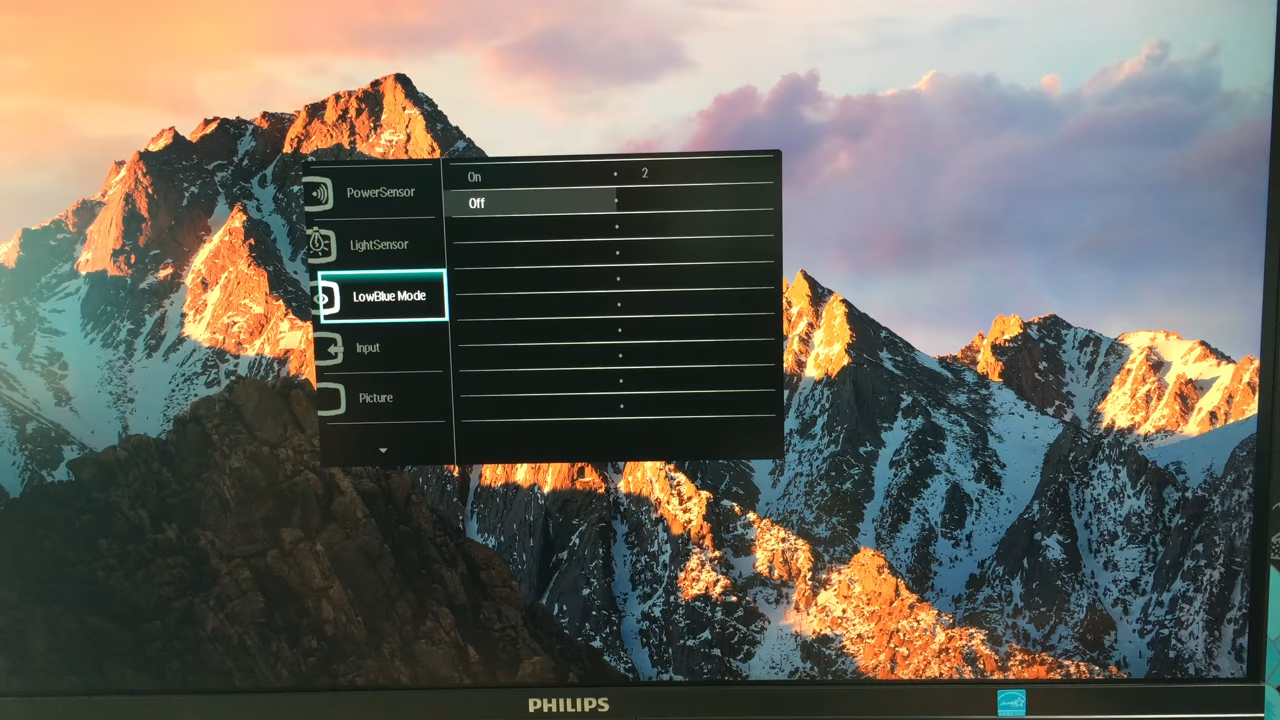 PowerSensor
LightSensor
LowBlue Mode
Input
Picture
On 2
Off
PHILIPS